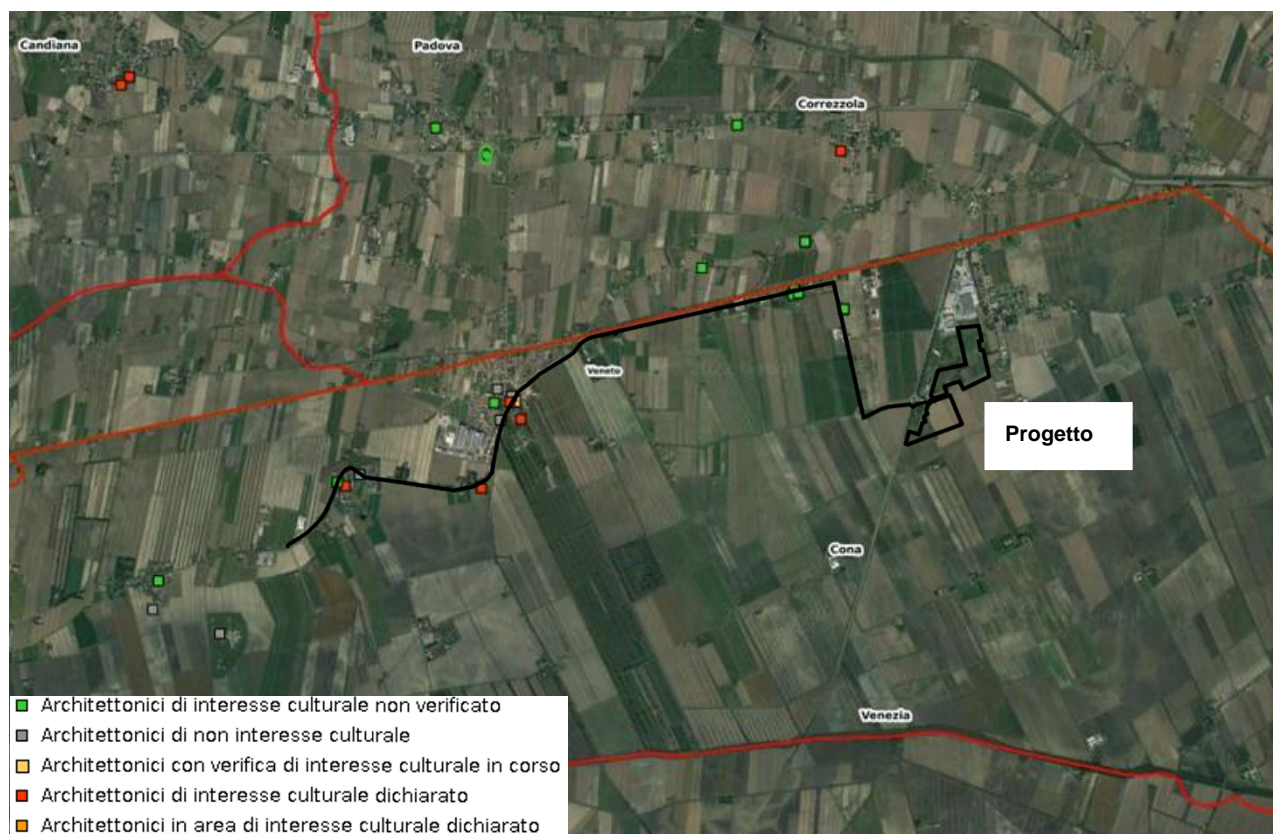 Candiana
Padova
Correzzola
Veneto
Progetto
Cona
Venezia
Architettonici di interesse culturale non verificato
Architettonici di non interesse culturale
Architettonici con verifica di interesse culturale in corso
Architettonici di interesse culturale dichiarato
Architettonici in area di interesse culturale dichiarato